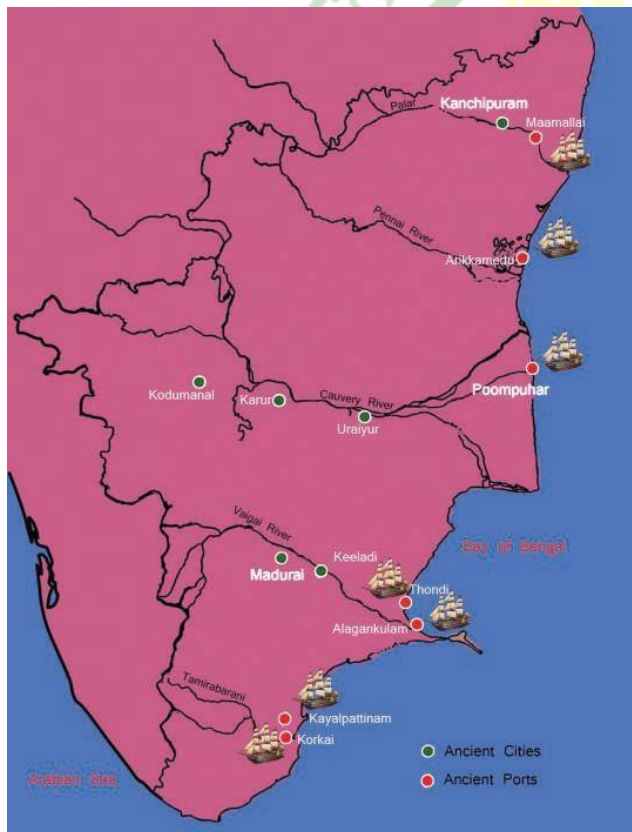 Palar
Kanchipuram
Maamallai
Pennai River
Arikkamedu
Kodumanal
Karur
Cauvery River
Poompuhar
Uraiyur
Vaigai River
Bay of Bengal
Keeladi
Madurai
Thondi
Alagankulam
Tamirabarani
Kayalpattinam
Korkai
Ancient Cities
Arabian Sea
Ancient Ports